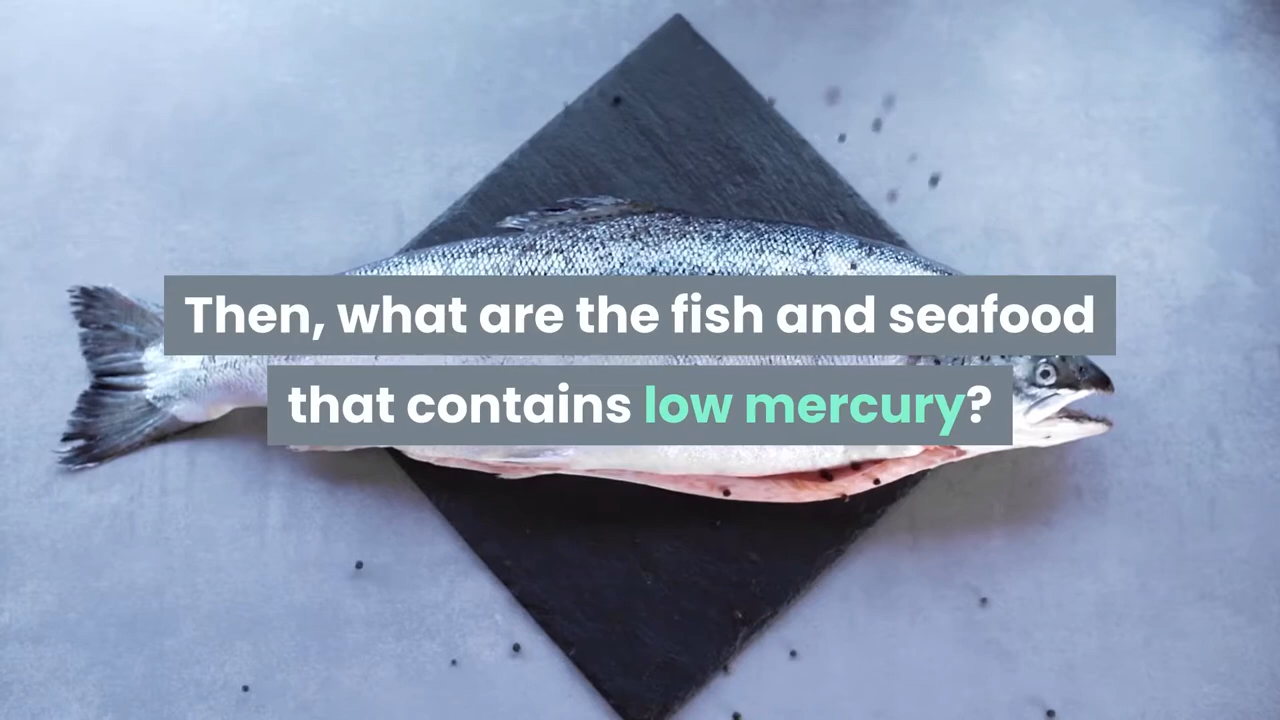 Then, what are the fish and seafood
that contains low mercury?